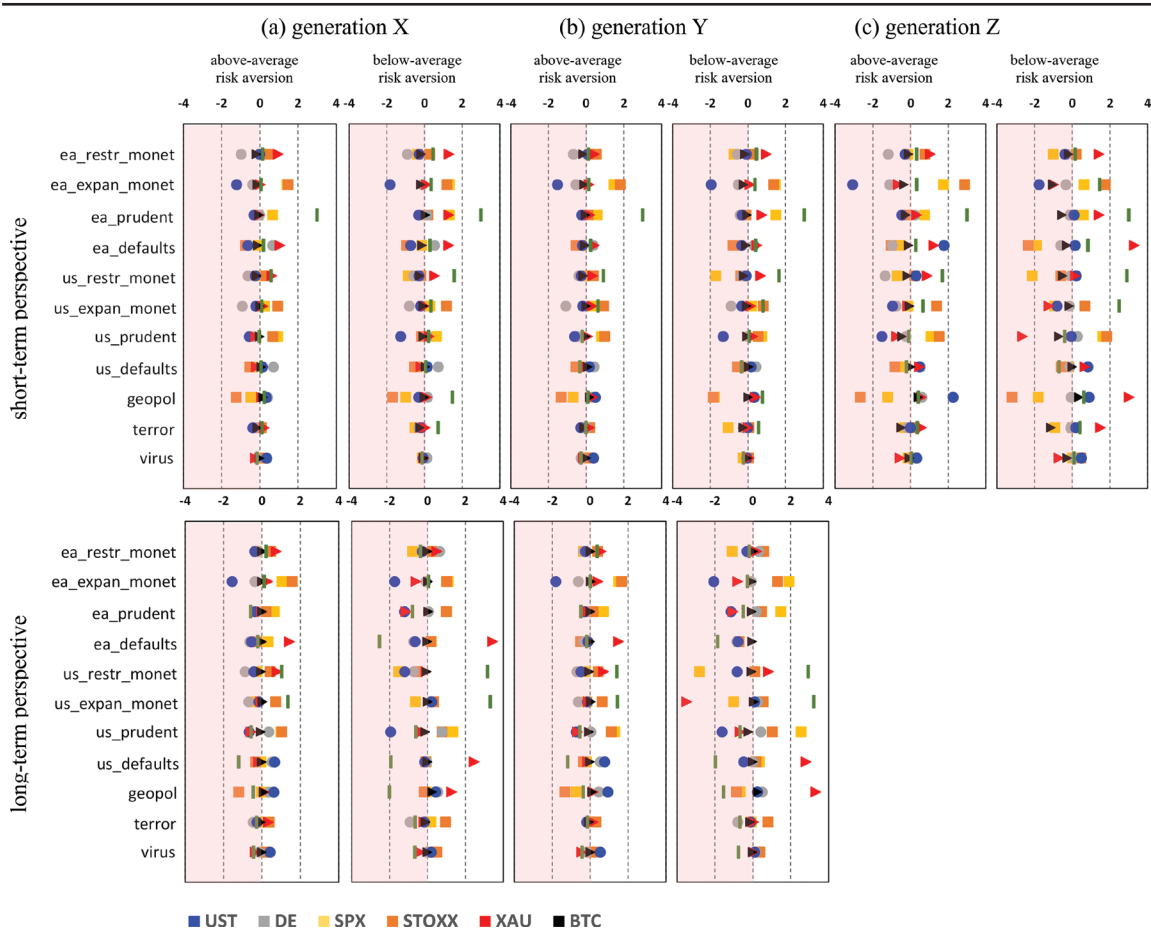 (a) generation X (b) generation Y (c) generation Z
above-average risk aversion below-average risk aversion above-average risk aversion below-average risk aversion above-average risk aversion below-average risk aversion
-4 -2 0 2 4 -4 -2 0 2 4 -4 -2 0 2 4 -4 -2 0 2 4 -4 -2 0 2 4 -4 -2 0 2 4
short-term perspective
ea_restr_monet
ea_expan_monet
ea_prudent
ea_defaults
us_restr_monet
us_expan_monet
us_prudent
us_defaults
geopol
terror
virus
-4 -2 0 2 4 -4 -2 0 2 4 -4 -2 0 2 4 -4 -2 0 2 4
long-term perspective
ea_restr_monet
ea_expan_monet
ea_prudent
ea_defaults
us_restr_monet
us_expan_monet
us_prudent
us_defaults
geopol
terror
virus
UST DE SPX STOXX XAU BTC